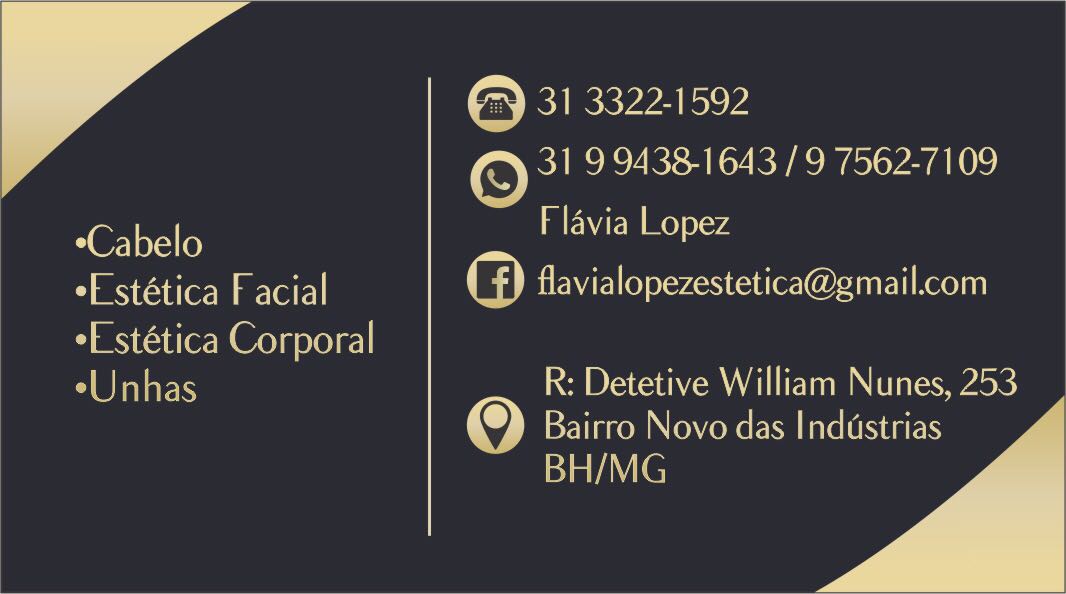 •Cabelo
•Estética Facial
•Estética Corporal
•Unhas
31 3322-1592
31 9 9438-1643 / 9 7562-7109
Flávia Lopez
flavialopezestetica@gmail.com
R: Detetive William Nunes, 253
Bairro Novo das Indústrias
BH/MG